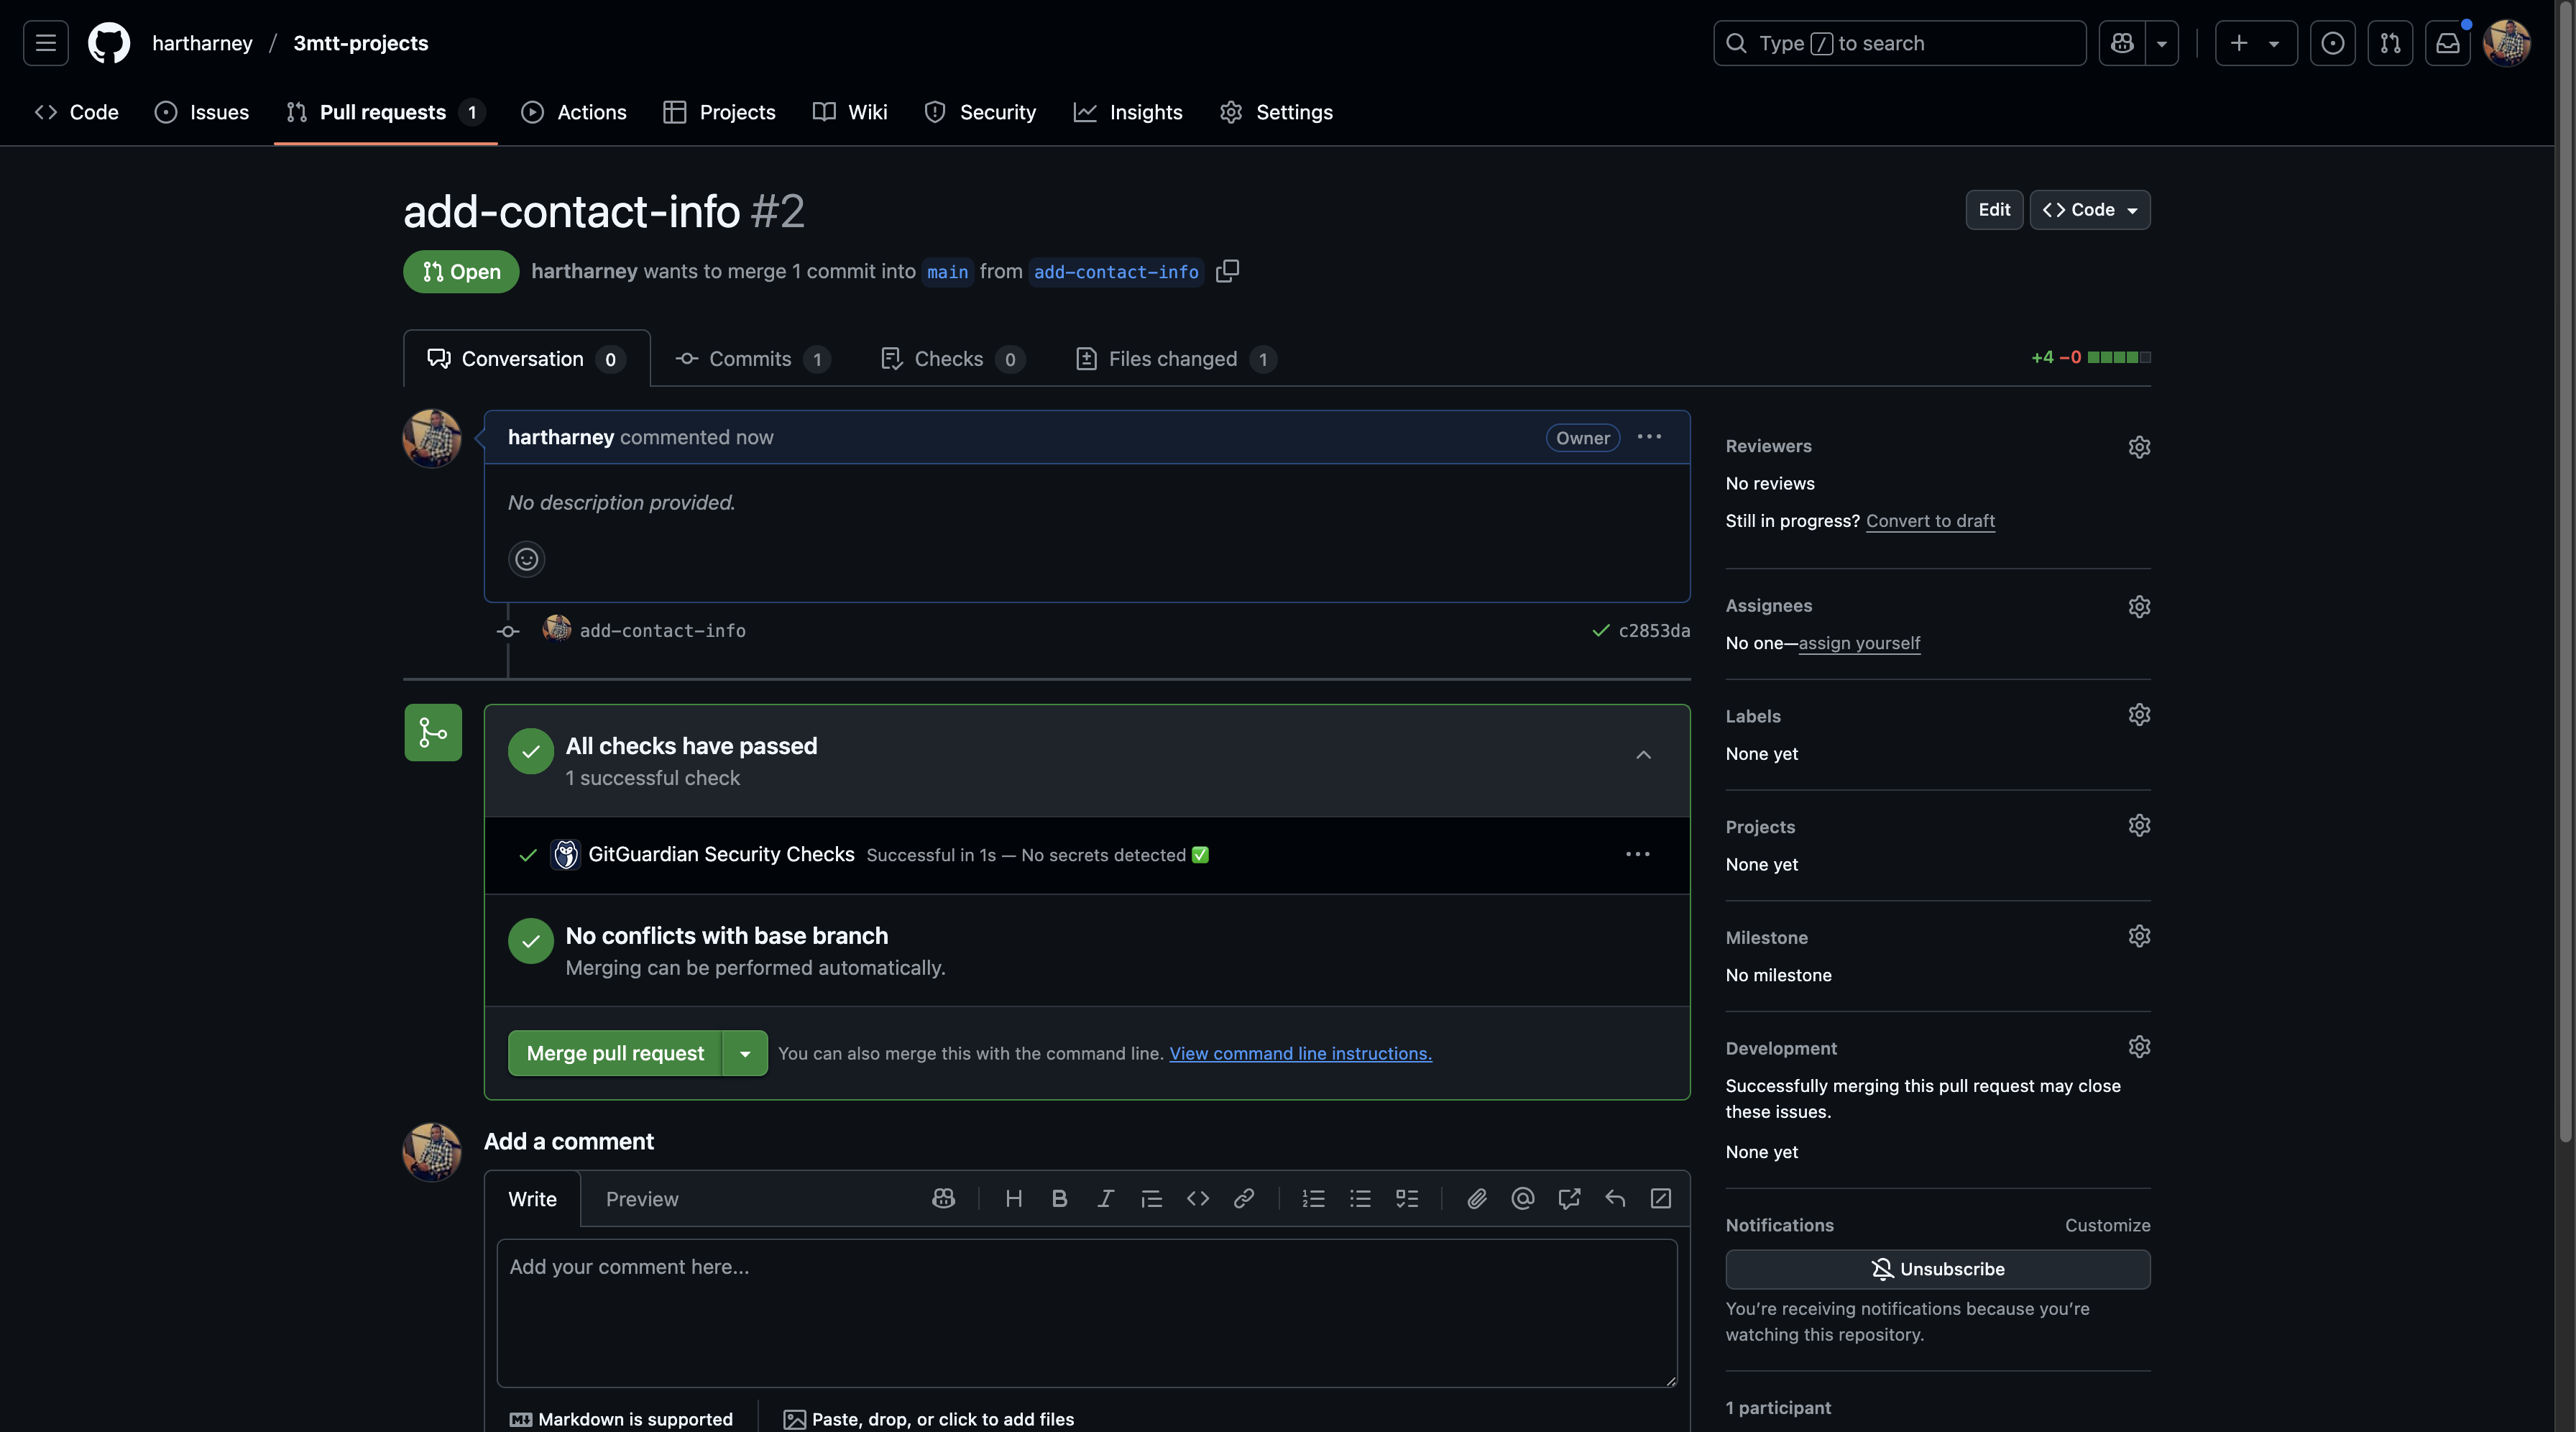 hartharney / 3mtt-projects
Type / to search
Code
Issues
Pull requests 1
Actions
Projects
Wiki
Security
Insights
Settings
add-contact-info #2
Edit
Code
Open
hartharney wants to merge 1 commit into main from add-contact-info
Conversation 0
Commits 1
Checks 0
Files changed 1
+4 −0
hartharney commented now
Owner
No description provided.
add-contact-info
c2853da
All checks have passed
1 successful check
GitGuardian Security Checks Successful in 1s — No secrets detected ✅
No conflicts with base branch
Merging can be performed automatically.
Merge pull request
You can also merge this with the command line. View command line instructions.
Add a comment
Write
Preview
Add your comment here...
Markdown is supported
Paste, drop, or click to add files
Reviewers
No reviews
Still in progress? Convert to draft
Assignees
No one—assign yourself
Labels
None yet
Projects
None yet
Milestone
No milestone
Development
Successfully merging this pull request may close
these issues.
None yet
Notifications
Customize
Unsubscribe
You're receiving notifications because you're
watching this repository.
1 participant